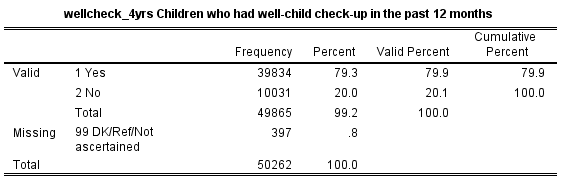 wellcheck_4yrs Children who had well-child check-up in the past 12 months
Frequency Percent Valid Percent Cumulative Percent
Valid 1 Yes 39834 79.3 79.9 79.9
2 No 10031 20.0 20.1 100.0
Total 49865 99.2 100.0
Missing 99 DK/Ref/Not ascertained 397 .8
Total 50262 100.0